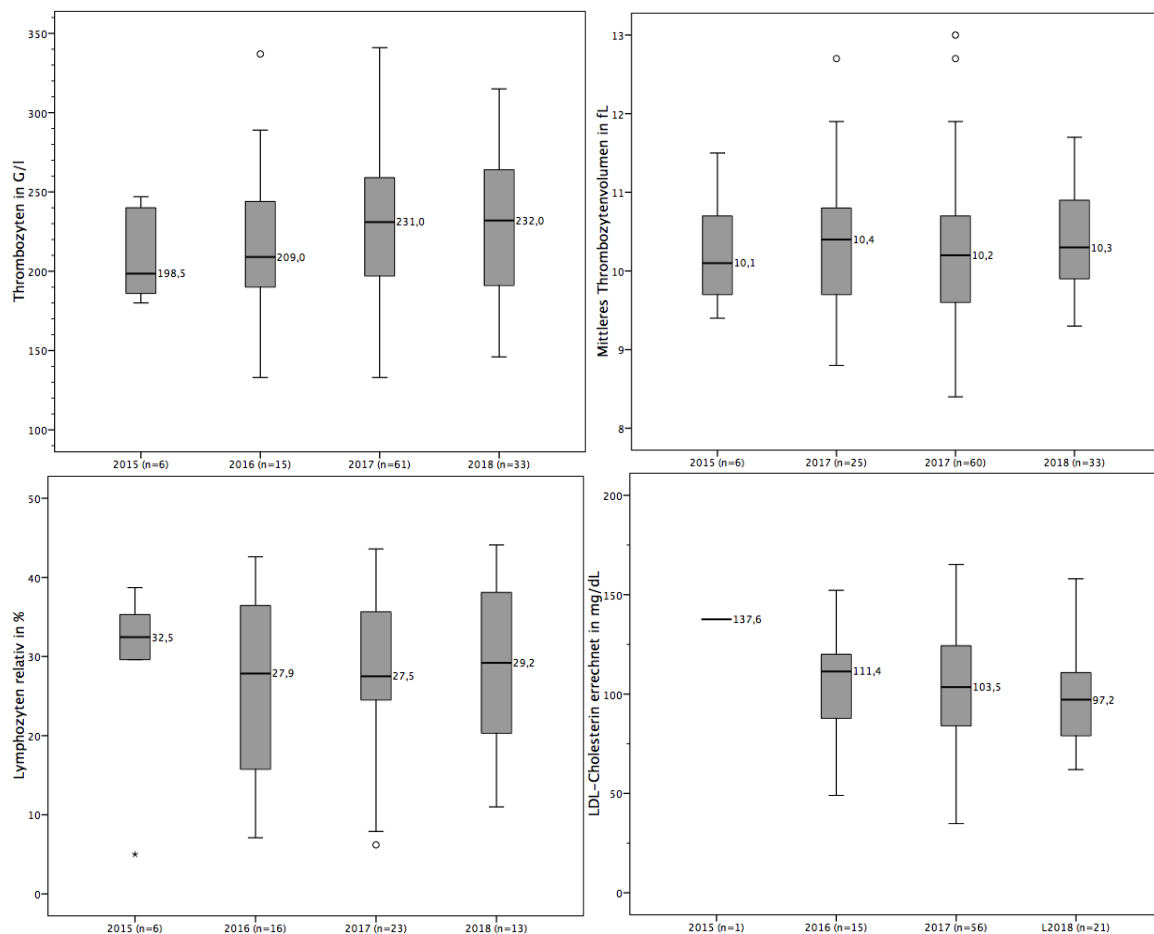 Thrombozyten in G/l
350
300
250
200
150
100
198,5
209,0
231,0
232,0
2015 (n=6)
2016 (n=15)
2017 (n=61)
2018 (n=33)
Mittleres Thrombozytenvolumen in fL
13
12
11
10
9
8
10,1
10,4
10,2
10,3
2015 (n=6)
2017 (n=25)
2017 (n=60)
2018 (n=33)
Lymphozyten relativ in %
50
40
30
20
10
0
32,5
27,9
27,5
29,2
2015 (n=6)
2016 (n=16)
2017 (n=23)
2018 (n=13)
LDL-Cholesterin errechnet in mg/dL
200
150
100
50
0
137,6
111,4
103,5
97,2
2015 (n=1)
2016 (n=15)
2017 (n=56)
L2018 (n=21)